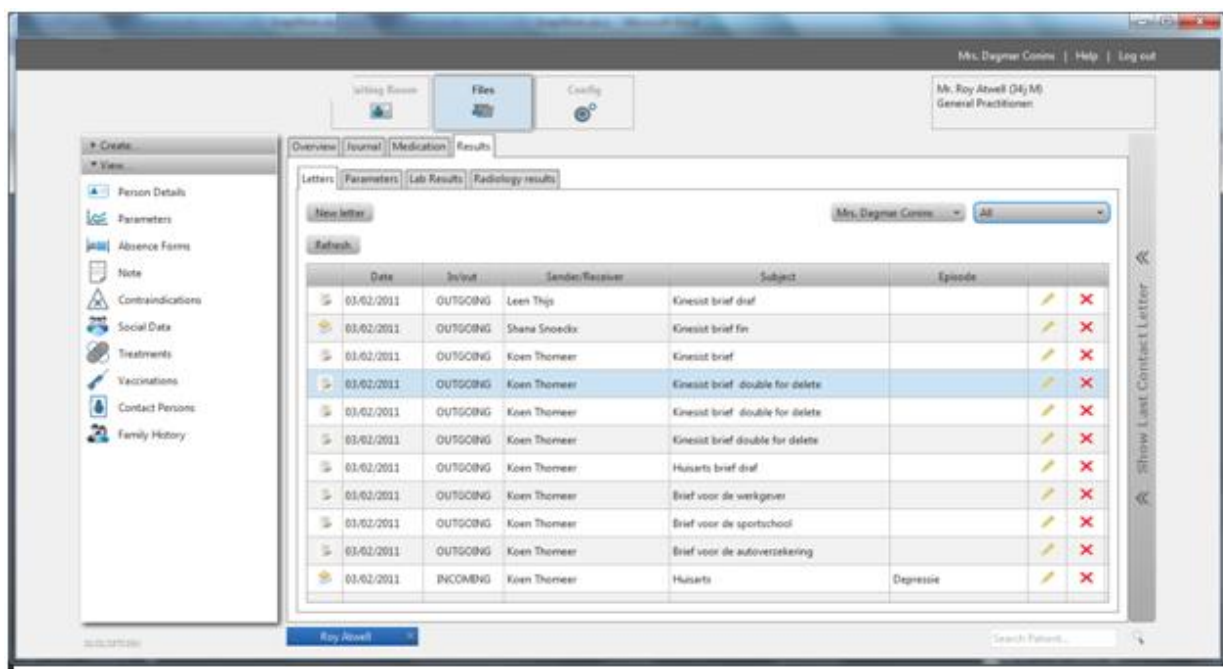 Mrs. Dagmar Conins | Help | Log out
Waiting Room
Files
Config
Mr. Roy Atwell (34j M)
General Practitionen
Create...
View...
Person Details
Parameters
Absence Forms
Note
Contraindications
Social Data
Treatments
Vaccinations
Contact Persons
Family History
Overview Journal Medication Results
Letters Parameters Lab Results Radiology results
New letter Mrs. Dagmar Conins All
Refresh
Date In/out Sender/Receiver Subject Episode
03/02/2011 OUTGOING Leen Thijs Kinesist brief draf
03/02/2011 OUTGOING Shana Snoeckx Kinesist brief fin
03/02/2011 OUTGOING Koen Thomeer Kinesist brief
03/02/2011 OUTGOING Koen Thomeer Kinesist brief double for delete
03/02/2011 OUTGOING Koen Thomeer Kinesist brief double for delete
03/02/2011 OUTGOING Koen Thomeer Kinesist brief double for delete
03/02/2011 OUTGOING Koen Thomeer Huisarts brief draf
03/02/2011 OUTGOING Koen Thomeer Brief voor de werkgever
03/02/2011 OUTGOING Koen Thomeer Brief voor de sportschool
03/02/2011 OUTGOING Koen Thomeer Brief voor de autoverzekering
03/02/2011 INCOMING Koen Thomeer Huisarts Depressie
Show Last Contact Letter
Roy Atwell
Search Patient...